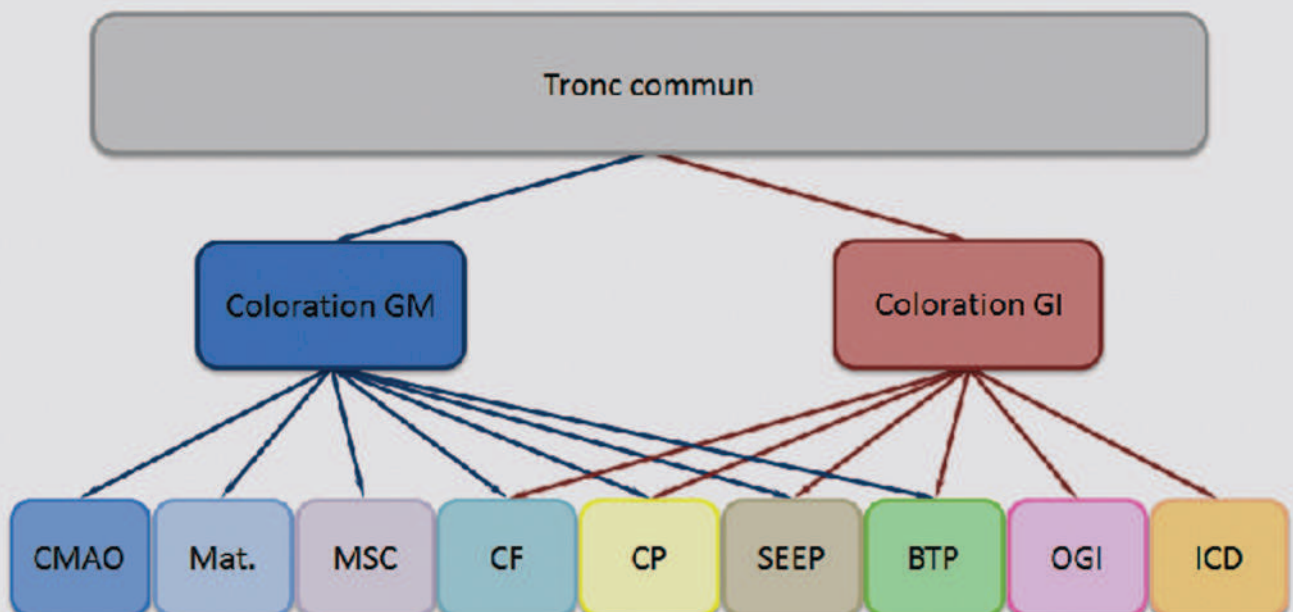 Tronc commun
Coloration GM
Coloration GI
CMAO
Mat.
MSC
CF
CP
SEEP
BTP
OGI
ICD